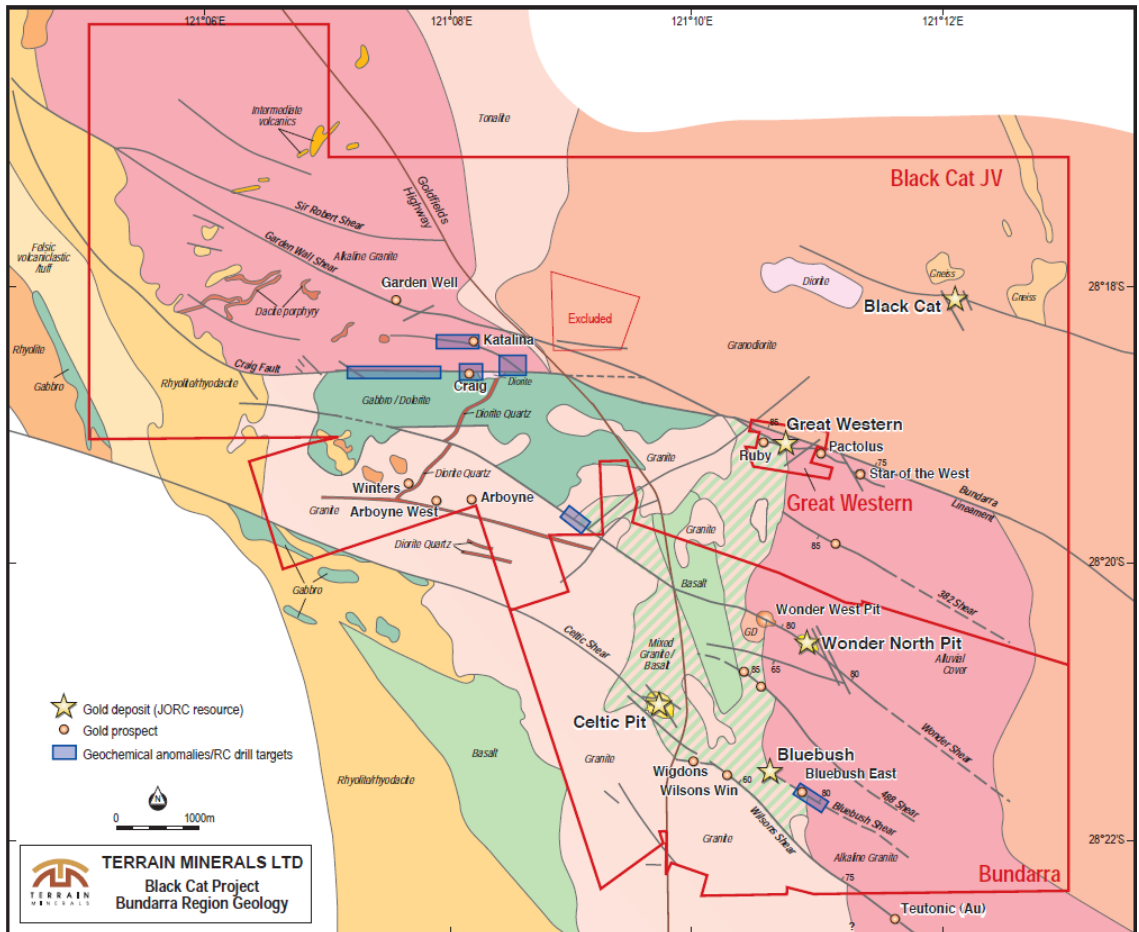 121°06'E
121°08'E
121°10'E
121°12'E
Intermediate
volcanics
Tonalite
Goldfields
Highway
Black Cat JV
Sir Robert Shear
Garden Wall Shear
Alkaline Granite
Felsic
volcaniclastic
/tuff
Garden Well
Dacite porphyry
Diorite
Gneiss
Gneiss
28°18'S
Black Cat
Excluded
Granodiorite
Katalina
Rhyolite
Gabbro
Rhyolite/rhyodacite
Craig Fault
Craig
Diorite
Gabbro / Dolerite
Diorite Quartz
85
Great Western
Ruby
Pactolus
75
Star of the West
Granite
Diorite Quartz
Winters
Arboyne
Arboyne West
Granite
Great Western
Bundarra
Lineament
Diorite Quartz
Granite
85
28°20'S
Gabbro
Basalt
382 Shear
Wonder West Pit
80
GD
Wonder North Pit
Celtic Shear
Mixed
Granite/
Basalt
85
65
80
Alluvial
Cover
Celtic Pit
Wonder Shear
Gold deposit (JORC resource)
Gold prospect
Geochemical anomalies/RC drill targets
Basalt
Granite
Bluebush
Wigdons
Bluebush East
Wilsons Win
60
80
488 Shear
Bluebush Shear
Rhyolite/rhyodacite
N
0
1000m
Granite
Wilsons Shear
28°22'S
Alkaline Granite
75
Bundarra
TERRAIN
MINERALS
TERRAIN MINERALS LTD
Black Cat Project
Bundarra Region Geology
?
Teutonic (Au)